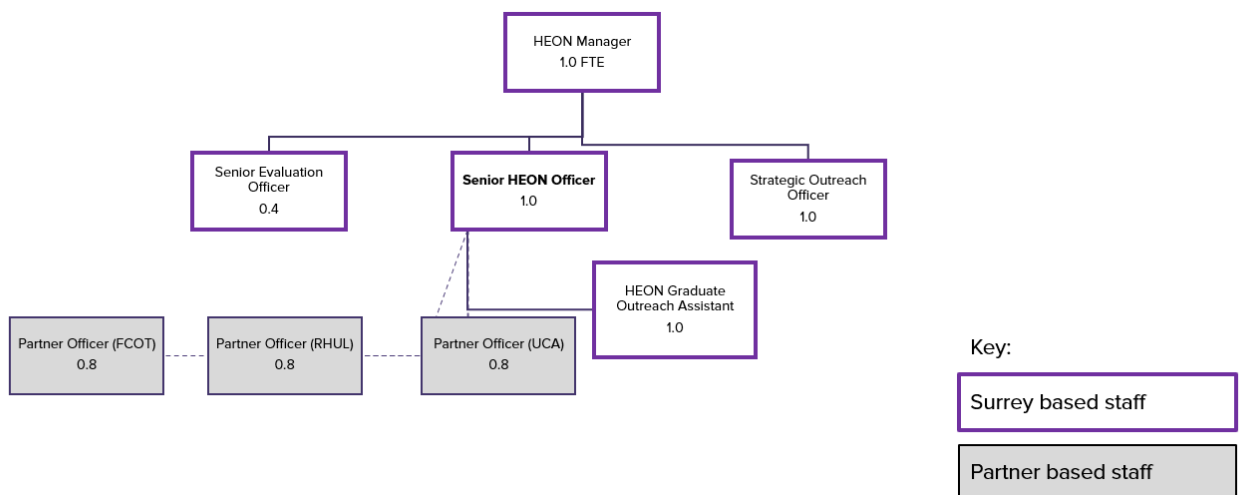 HEON Manager
1.0 FTE
Senior Evaluation
Officer
0.4
Senior HEON Officer
1.0
Strategic Outreach
Officer
1.0
HEON Graduate
Outreach Assistant
1.0
Partner Officer (FCOT)
0.8
Partner Officer (RHUL)
0.8
Partner Officer (UCA)
0.8
Key:
Surrey based staff
Partner based staff